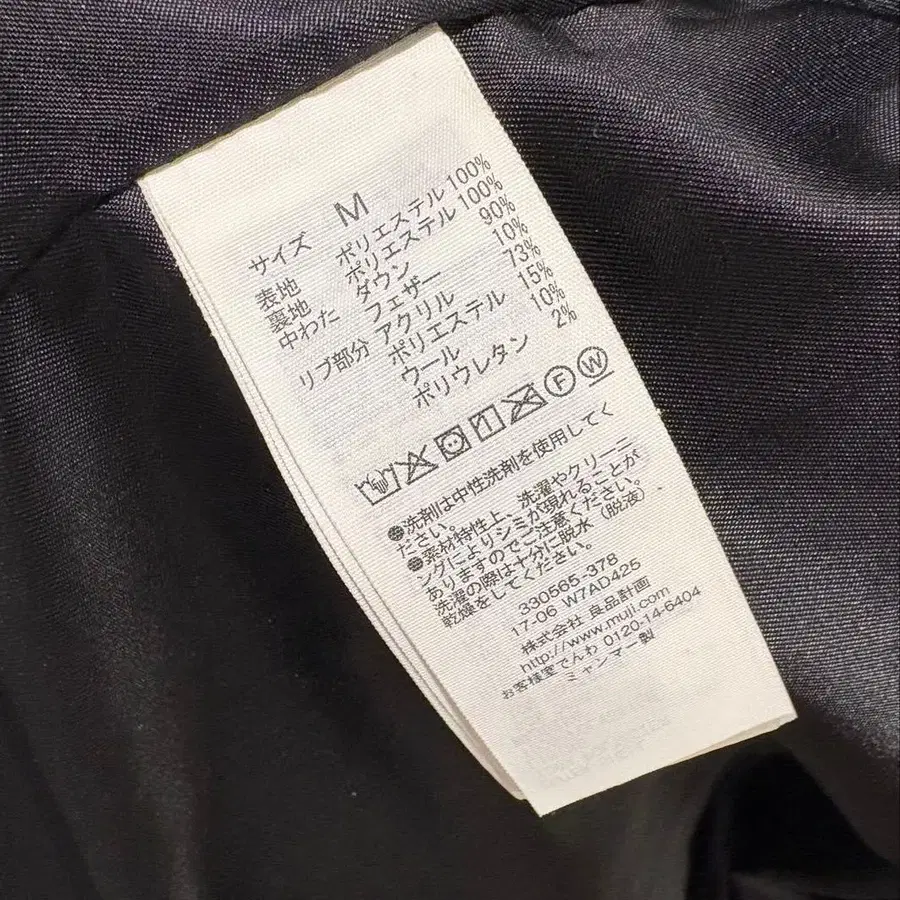 サイズ M
表地 ポリエステル 100%
裏地 ポリエステル 100%
中わた ダウン 90%
フェザー 10%
リブ部分 アクリル 73%
ポリエステル 15%
ウール 10%
ポリウレタン 2%
F W
●洗剤は中性洗剤を使用してく
ださい。
●素材特性上、洗濯やクリーニ
ングによりシミが現れることが
ありますのでご注意ください。
洗濯の際は十分に脱水(脱液)
乾燥をしてください。
330565-378
17-06 W7AD425
株式会社 良品計画
http://www.muji.com
お客様室でんわ 0120-14-6404
ミャンマー製